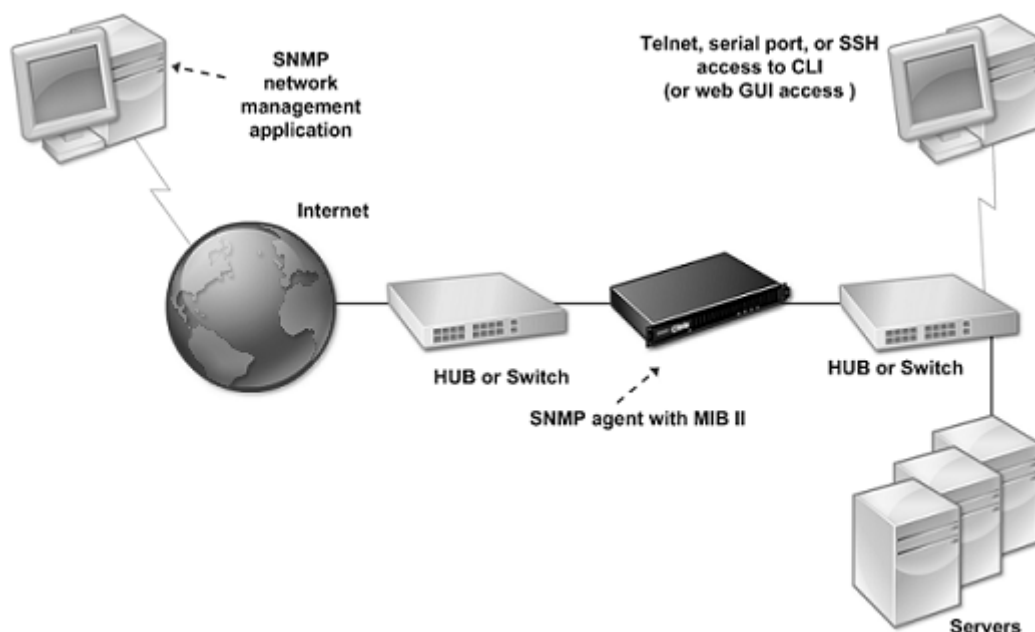 SNMP
network
management
application
Telnet, serial port, or SSH
access to CLI
(or web GUI access )
Internet
HUB or Switch
HUB or Switch
SNMP agent with MIB II
Servers